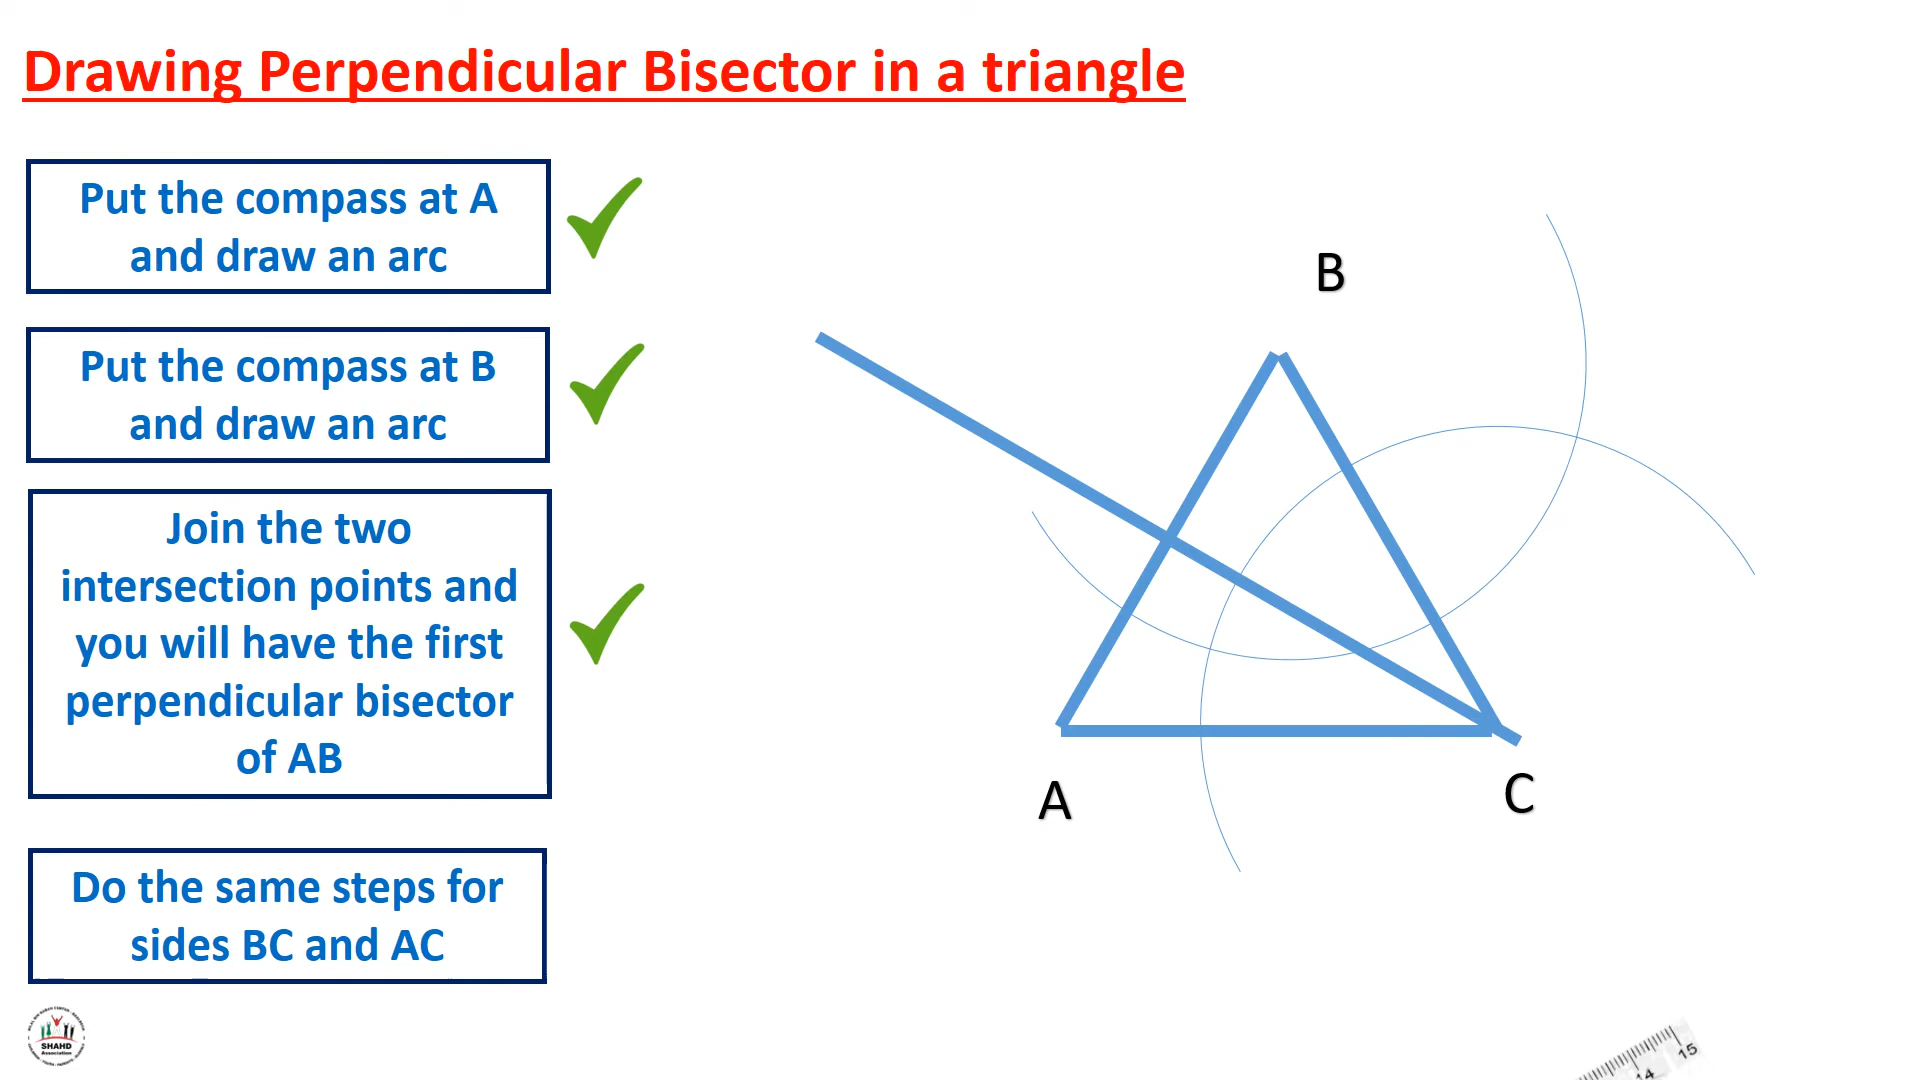 Drawing Perpendicular Bisector in a triangle
Put the compass at A
and draw an arc
Put the compass at B
and draw an arc
Join the two
intersection points and
you will have the first
perpendicular bisector
of AB
Do the same steps for
sides BC and AC
B
A
C
SHAHD
Association
14
15